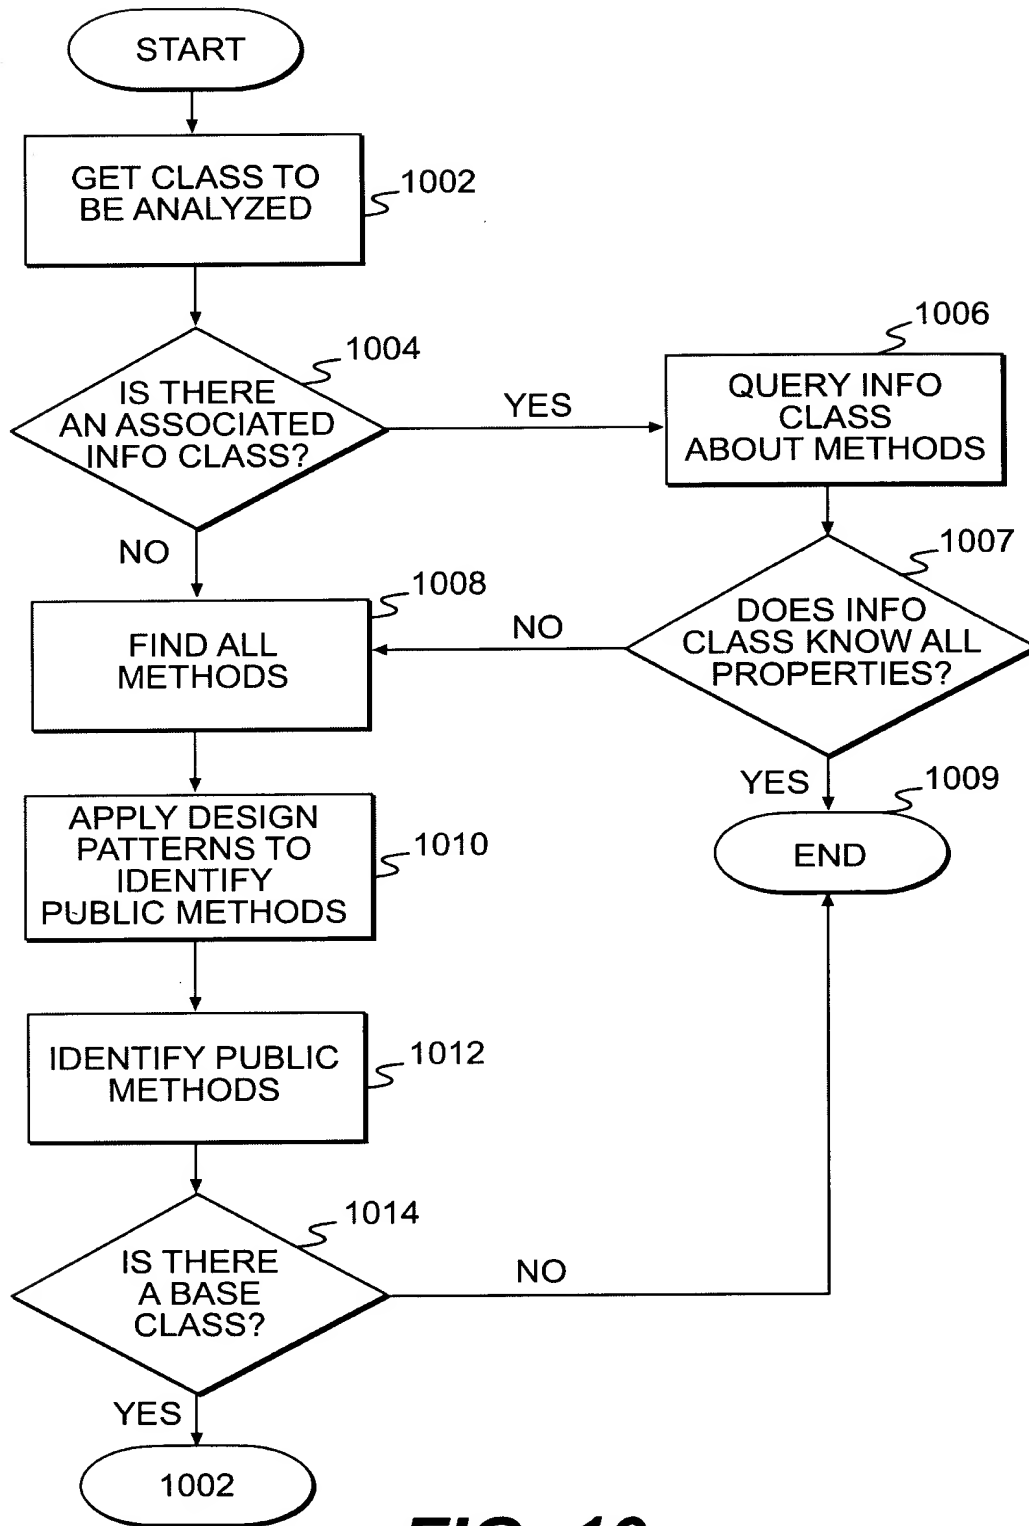 START
GET CLASS TO
BE ANALYZED
1002
1004
IS THERE
AN ASSOCIATED
INFO CLASS?
YES
1006
QUERY INFO
CLASS
ABOUT METHODS
NO
1007
DOES INFO
CLASS KNOW ALL
PROPERTIES?
NO
1008
FIND ALL
METHODS
YES
1009
END
APPLY DESIGN
PATTERNS TO
IDENTIFY
PUBLIC METHODS
1010
IDENTIFY PUBLIC
METHODS
1012
1014
IS THERE
A BASE
CLASS?
NO
YES
1002
FIG. 10